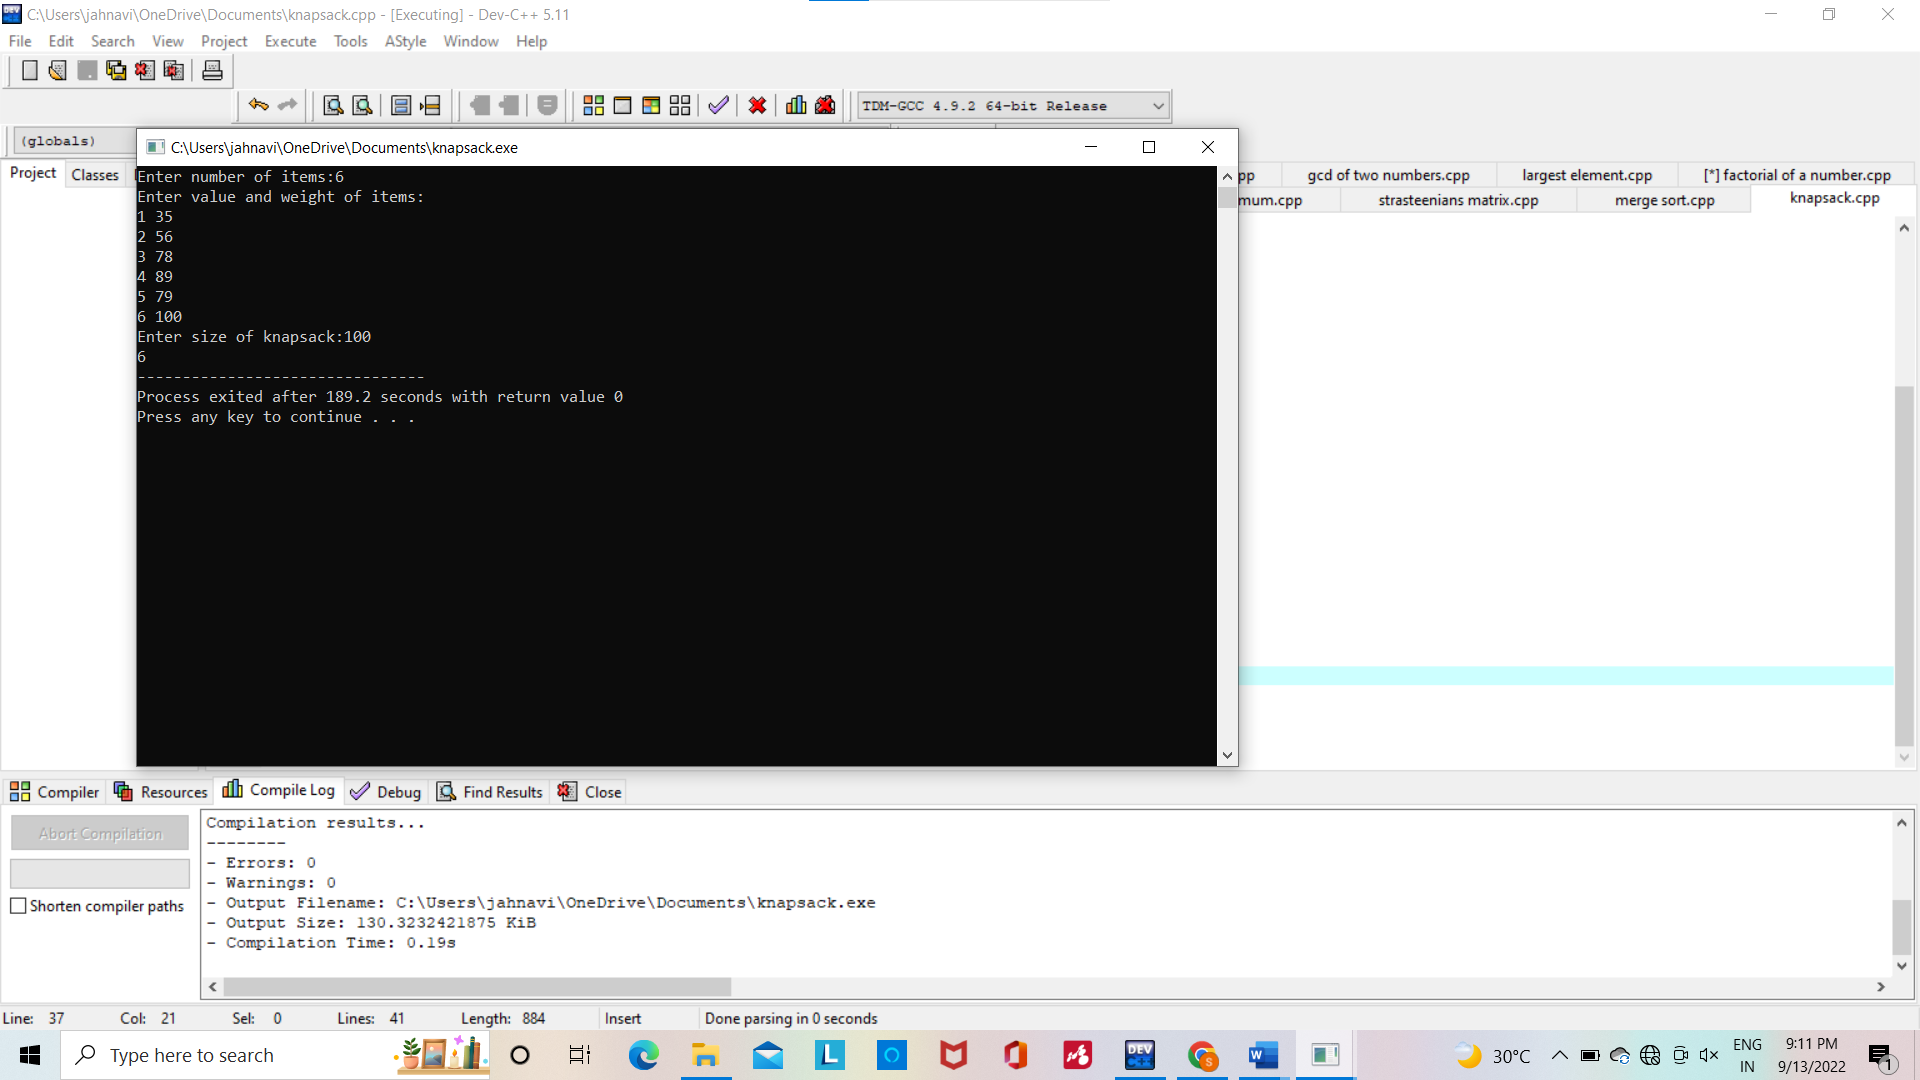 C:\Users\jahnavi\OneDrive\Documents\knapsack.cpp - [Executing] - Dev-C++ 5.11
File Edit Search View Project Execute Tools AStyle Window Help
TDM-GCC 4.9.2 64-bit Release
(globals)
C:\Users\jahnavi\OneDrive\Documents\knapsack.exe
Project Classes
pp gcd of two numbers.cpp largest element.cpp [*] factorial of a number.cpp
mum.cpp strasteenians matrix.cpp merge sort.cpp knapsack.cpp
Enter number of items:6
Enter value and weight of items:
1 35
2 56
3 78
4 89
5 79
6 100
Enter size of knapsack:100
6
--------------------------------
Process exited after 189.2 seconds with return value 0
Press any key to continue . . .
Compiler Resources Compile Log Debug Find Results Close
Abort Compilation
Shorten compiler paths
Compilation results...
--------
- Errors: 0
- Warnings: 0
- Output Filename: C:\Users\jahnavi\OneDrive\Documents\knapsack.exe
- Output Size: 130.3232421875 KiB
- Compilation Time: 0.19s
Line: 37 Col: 21 Sel: 0 Lines: 41 Length: 884 Insert Done parsing in 0 seconds
Type here to search
L
DEV
S
W
30°C
ENG
IN
9:11 PM
9/13/2022
1